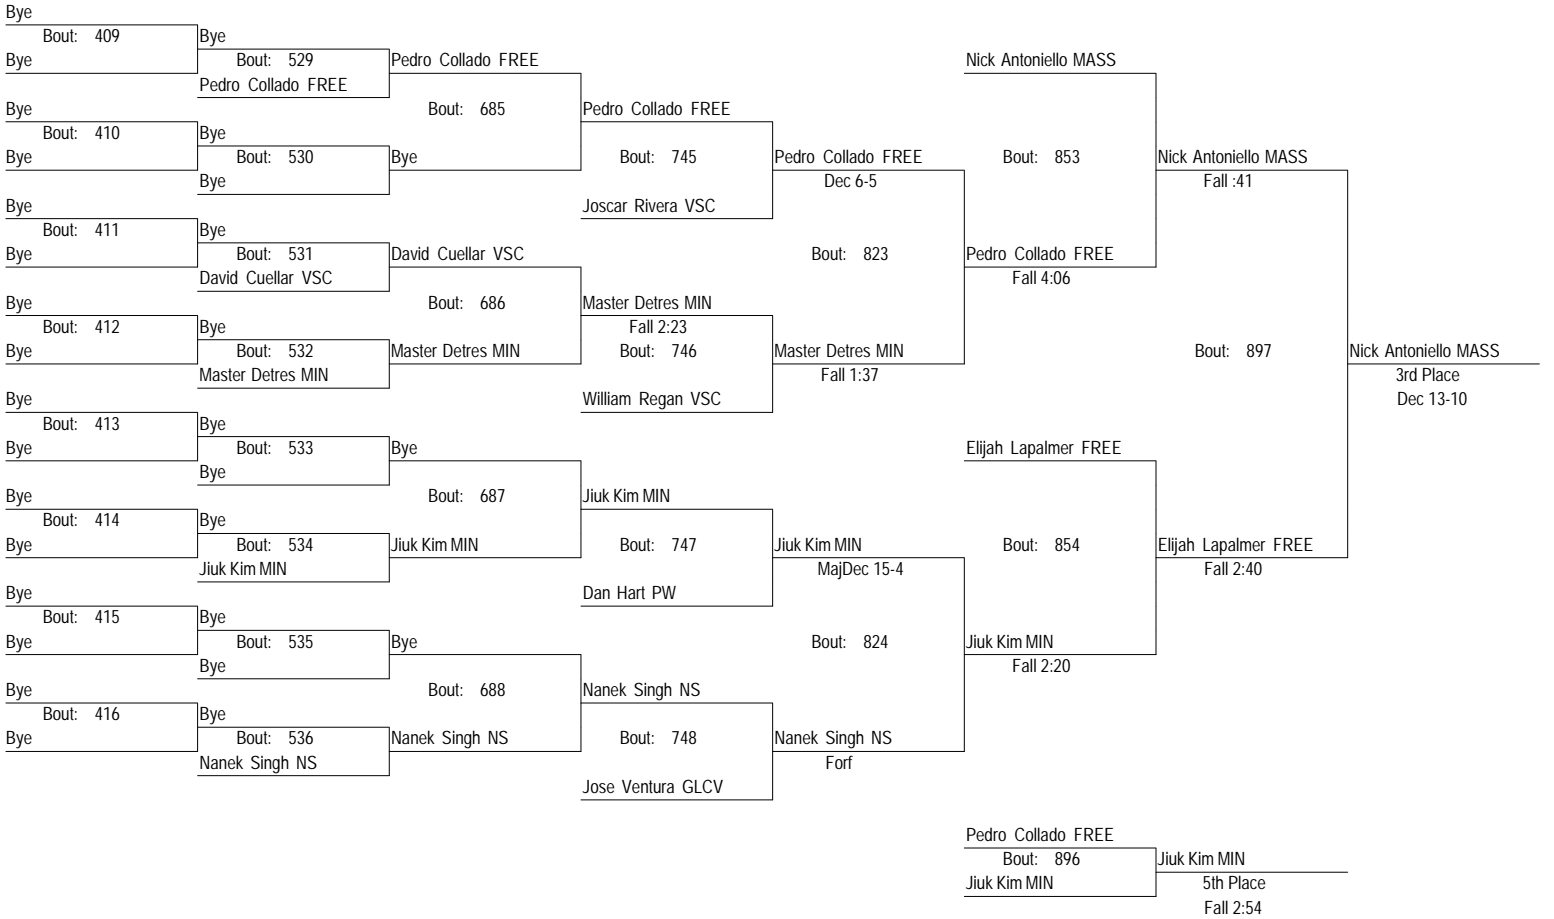 Bye
Bout: 409
Bye
Bye
Bout: 529
Pedro Collado FREE
Pedro Collado FREE
Bye
Bout: 410
Bye
Bye
Bout: 530
Bye
Bye
Bout: 685
Pedro Collado FREE
Bout: 745
Joscar Rivera VSC
Pedro Collado FREE
Dec 6-5
Bye
Bout: 411
Bye
Bye
Bout: 531
David Cuellar VSC
David Cuellar VSC
Bye
Bout: 412
Bye
Bye
Bout: 532
Master Detres MIN
Master Detres MIN
Bout: 686
Master Detres MIN
Fall 2:23
Bout: 746
William Regan VSC
Master Detres MIN
Fall 1:37
Bout: 823
Nick Antoniello MASS
Bout: 853
Pedro Collado FREE
Fall 4:06
Nick Antoniello MASS
Fall :41
Bye
Bout: 413
Bye
Bye
Bout: 533
Bye
Bye
Bye
Bout: 414
Bye
Bye
Bout: 534
Jiuk Kim MIN
Jiuk Kim MIN
Bout: 687
Jiuk Kim MIN
Bout: 747
Dan Hart PW
Jiuk Kim MIN
MajDec 15-4
Bye
Bout: 415
Bye
Bye
Bout: 535
Bye
Bye
Bye
Bout: 416
Bye
Bye
Bout: 536
Nanek Singh NS
Nanek Singh NS
Bout: 688
Nanek Singh NS
Bout: 748
Jose Ventura GLCV
Nanek Singh NS
Forf
Bout: 824
Elijah Lapalmer FREE
Bout: 854
Jiuk Kim MIN
Fall 2:20
Elijah Lapalmer FREE
Fall 2:40
Bout: 897
Nick Antoniello MASS
3rd Place
Dec 13-10
Pedro Collado FREE
Bout: 896
Jiuk Kim MIN
Jiuk Kim MIN
5th Place
Fall 2:54